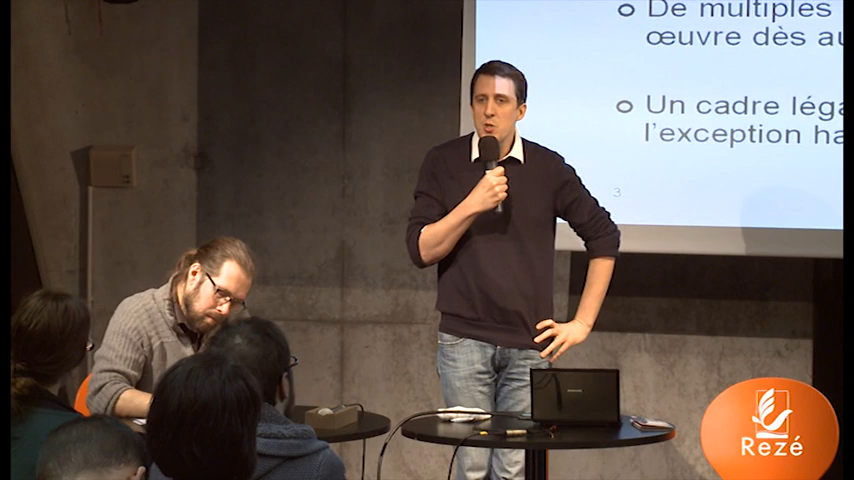 De multiples
œuvre dès au
Un cadre léga
l'exception ha
3
Rezé